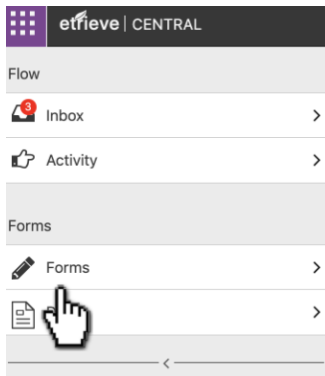 etrieve | CENTRAL
Flow
3
Inbox
Activity
Forms
Forms